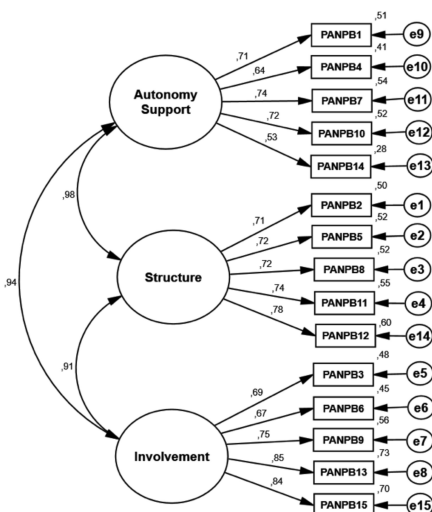 ,51
PANPB1
e9
,71
,41
PANPB4
e10
,64
,54
Autonomy
Support
PANPB7
e11
,74
,52
PANPB10
e12
,72
,28
PANPB14
e13
,53
,98
,50
PANPB2
e1
,71
,52
PANPB5
e2
,72
,52
Structure
PANPB8
e3
,72
,55
PANPB11
e4
,74
,60
PANPB12
e14
,78
,94
,91
,48
PANPB3
e5
,69
,45
PANPB6
e6
,67
,56
Involvement
PANPB9
e7
,75
,73
PANPB13
e8
,85
,70
PANPB15
e15
,84